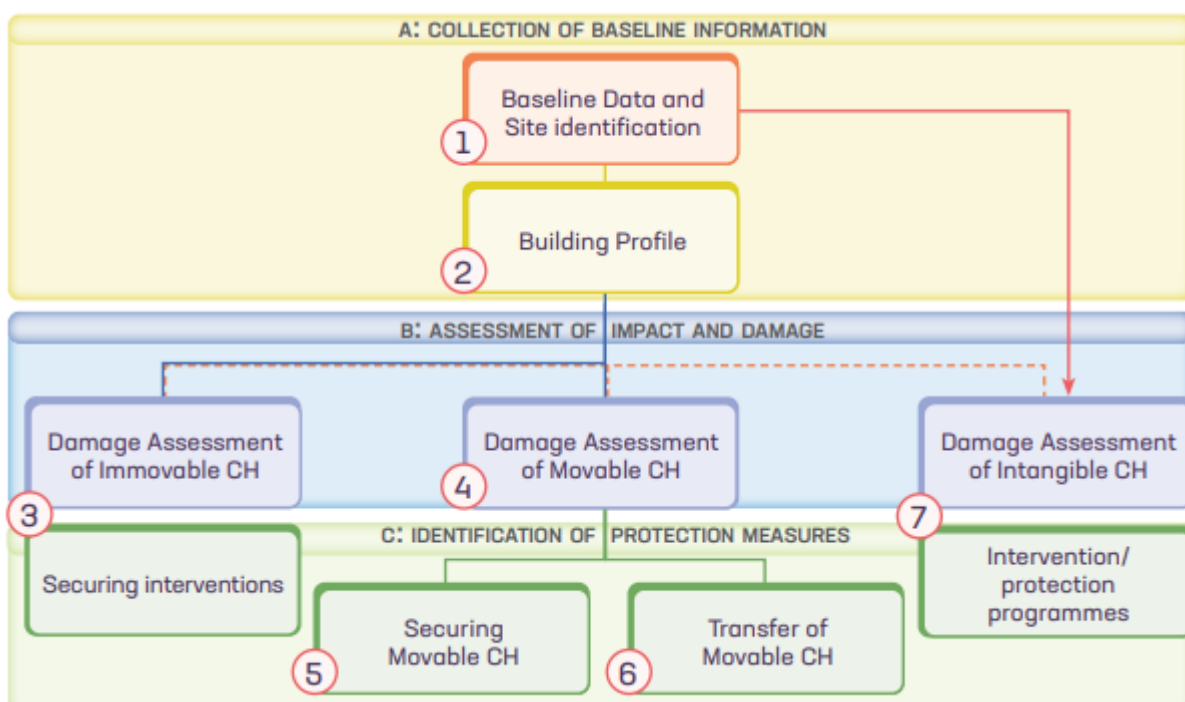 A: COLLECTION OF BASELINE INFORMATION
Baseline Data and
Site identification
1
Building Profile
2
B: ASSESSMENT OF IMPACT AND DAMAGE
Damage Assessment
of Immovable CH
3
Damage Assessment
of Movable CH
4
Damage Assessment
of Intangible CH
7
C: IDENTIFICATION OF PROTECTION MEASURES
Securing interventions
Securing
Movable CH
5
Transfer of
Movable CH
6
Intervention/
protection
programmes